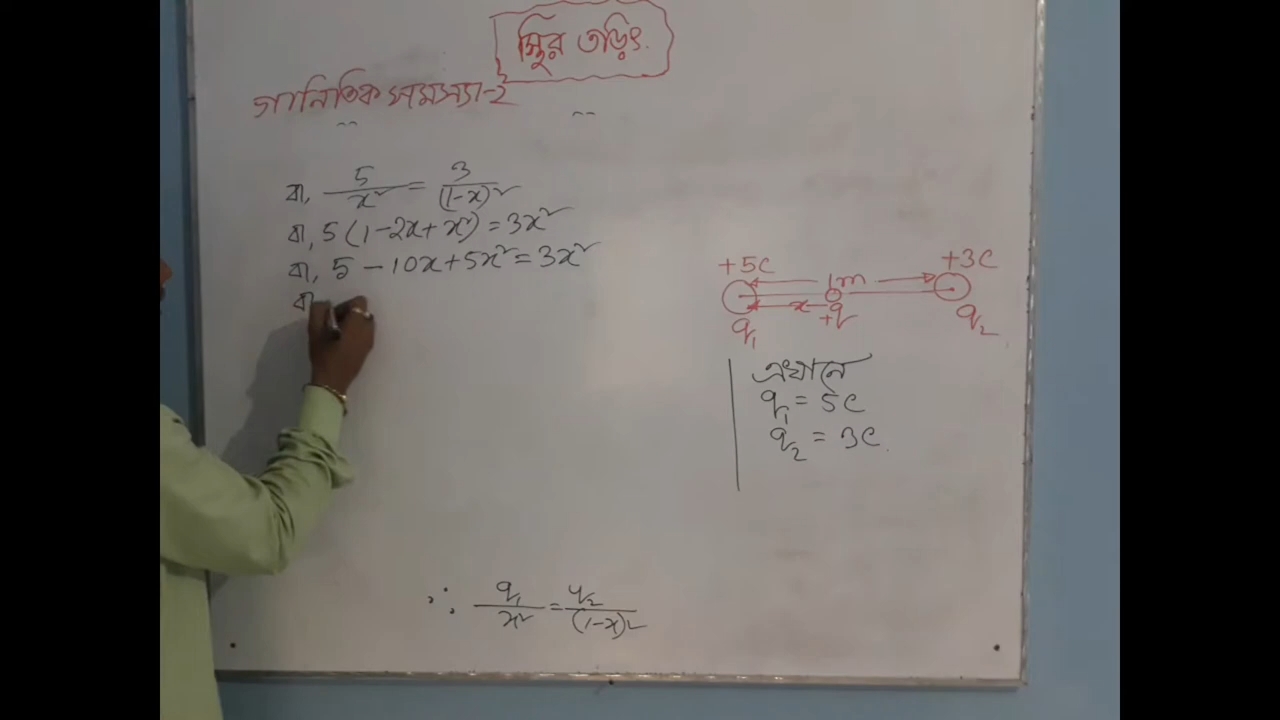 স্থির তড়িৎ.
গানিতিক সমস্যা-২
বা, 5/x² = 3/(1-x)²
বা, 5(1-2x+x²) = 3x²
বা, 5 - 10x + 5x² = 3x²
বা
+5C 1m +3C
x +q
q₁ q₂
এখানে
q₁ = 5C
q₂ = 3C.
∴ q₁/x² = q₂/(1-x)²